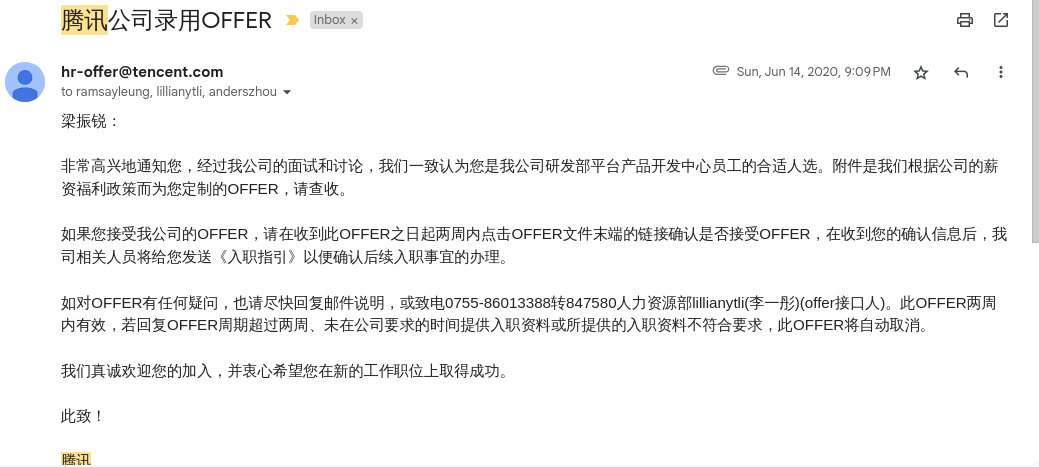 腾讯公司录用OFFER Inbox ×
hr-offer@tencent.com Sun, Jun 14, 2020, 9:09 PM
to ramsayleung, lillianytli, anderszhou
梁振锐：
非常高兴地通知您，经过我公司的面试和讨论，我们一致认为您是我公司研发部平台产品开发中心员工的合适人选。附件是我们根据公司的薪
资福利政策而为您定制的OFFER，请查收。
如果您接受我公司的OFFER，请在收到此OFFER之日起两周内点击OFFER文件末端的链接确认是否接受OFFER，在收到您的确认信息后，我
司相关人员将给您发送《入职指引》以便确认后续入职事宜的办理。
如对OFFER有任何疑问，也请尽快回复邮件说明，或致电0755-86013388转847580人力资源部lillianytli(李一彤)(offer接口人)。此OFFER两周
内有效，若回复OFFER周期超过两周、未在公司要求的时间提供入职资料或所提供的入职资料不符合要求，此OFFER将自动取消。
我们真诚欢迎您的加入，并衷心希望您在新的工作职位上取得成功。
此致！
腾讯